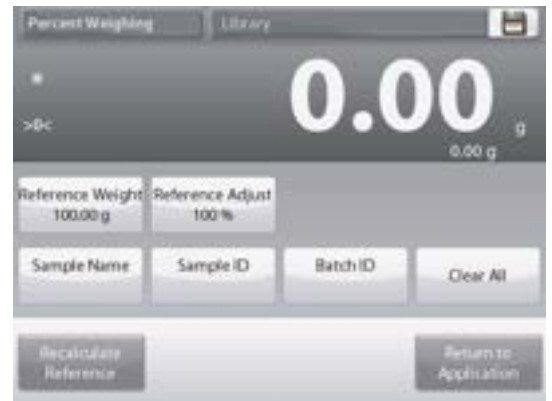 Percent Weighing
Library
0.00 g
>0<
0.00 g
Reference Weight
100.00 g
Reference Adjust
100 %
Sample Name
Sample ID
Batch ID
Clear All
Recalculate
Reference
Return to
Application